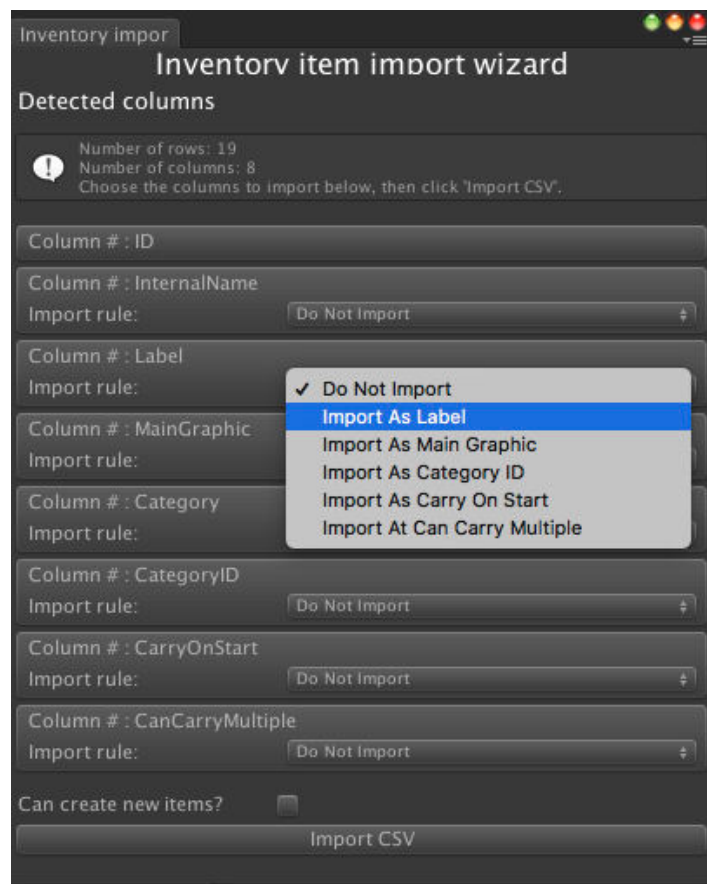 Inventory impor
Inventory item import wizard
Detected columns
Number of rows: 19
Number of columns: 8
Choose the columns to import below, then click 'Import CSV'.
Column # : ID
Column # : InternalName
Import rule: Do Not Import
Column # : Label
Import rule:
✓ Do Not Import
Import As Label
Import As Main Graphic
Import As Category ID
Import As Carry On Start
Import At Can Carry Multiple
Column # : MainGraphic
Import rule:
Column # : Category
Import rule:
Column # : CategoryID
Import rule: Do Not Import
Column # : CarryOnStart
Import rule: Do Not Import
Column # : CanCarryMultiple
Import rule: Do Not Import
Can create new items?
Import CSV